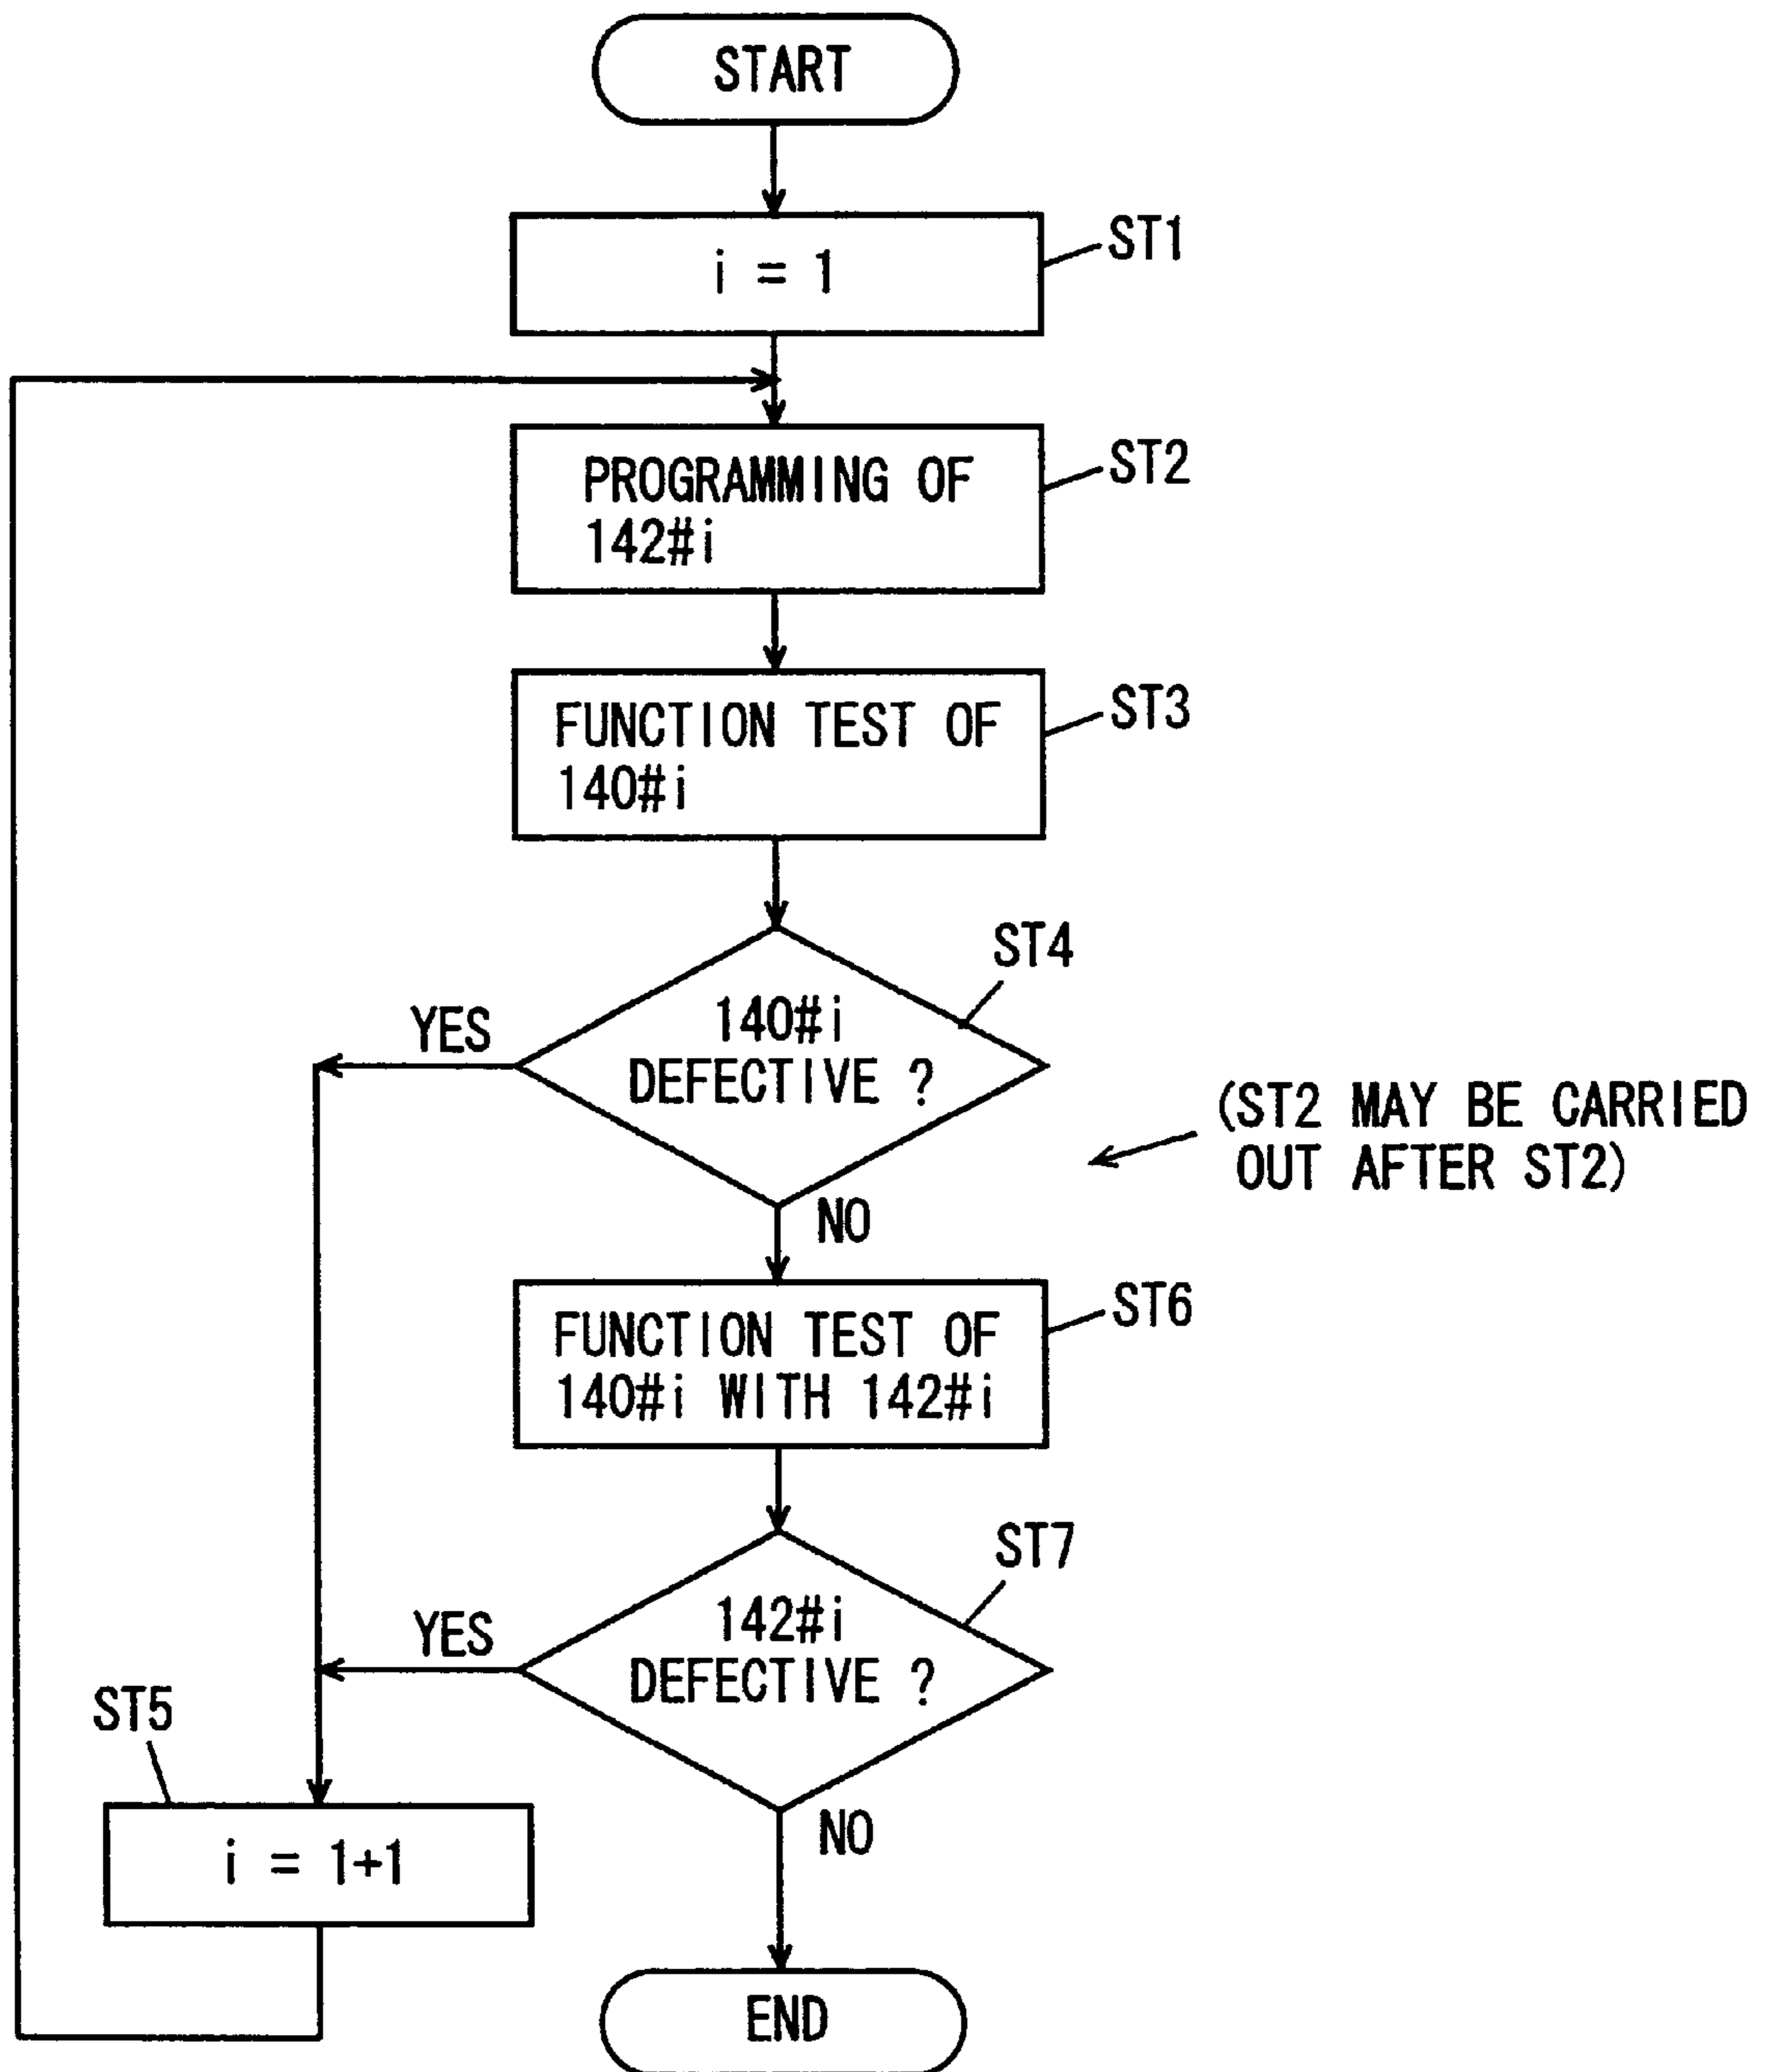 START
i = 1
ST1
PROGRAMMING OF
142#i
ST2
FUNCTION TEST OF
140#i
ST3
140#i
DEFECTIVE ?
ST4
YES
NO
(ST2 MAY BE CARRIED
OUT AFTER ST2)
FUNCTION TEST OF
140#i WITH 142#i
ST6
142#i
DEFECTIVE ?
ST7
YES
NO
ST5
i = 1+1
END